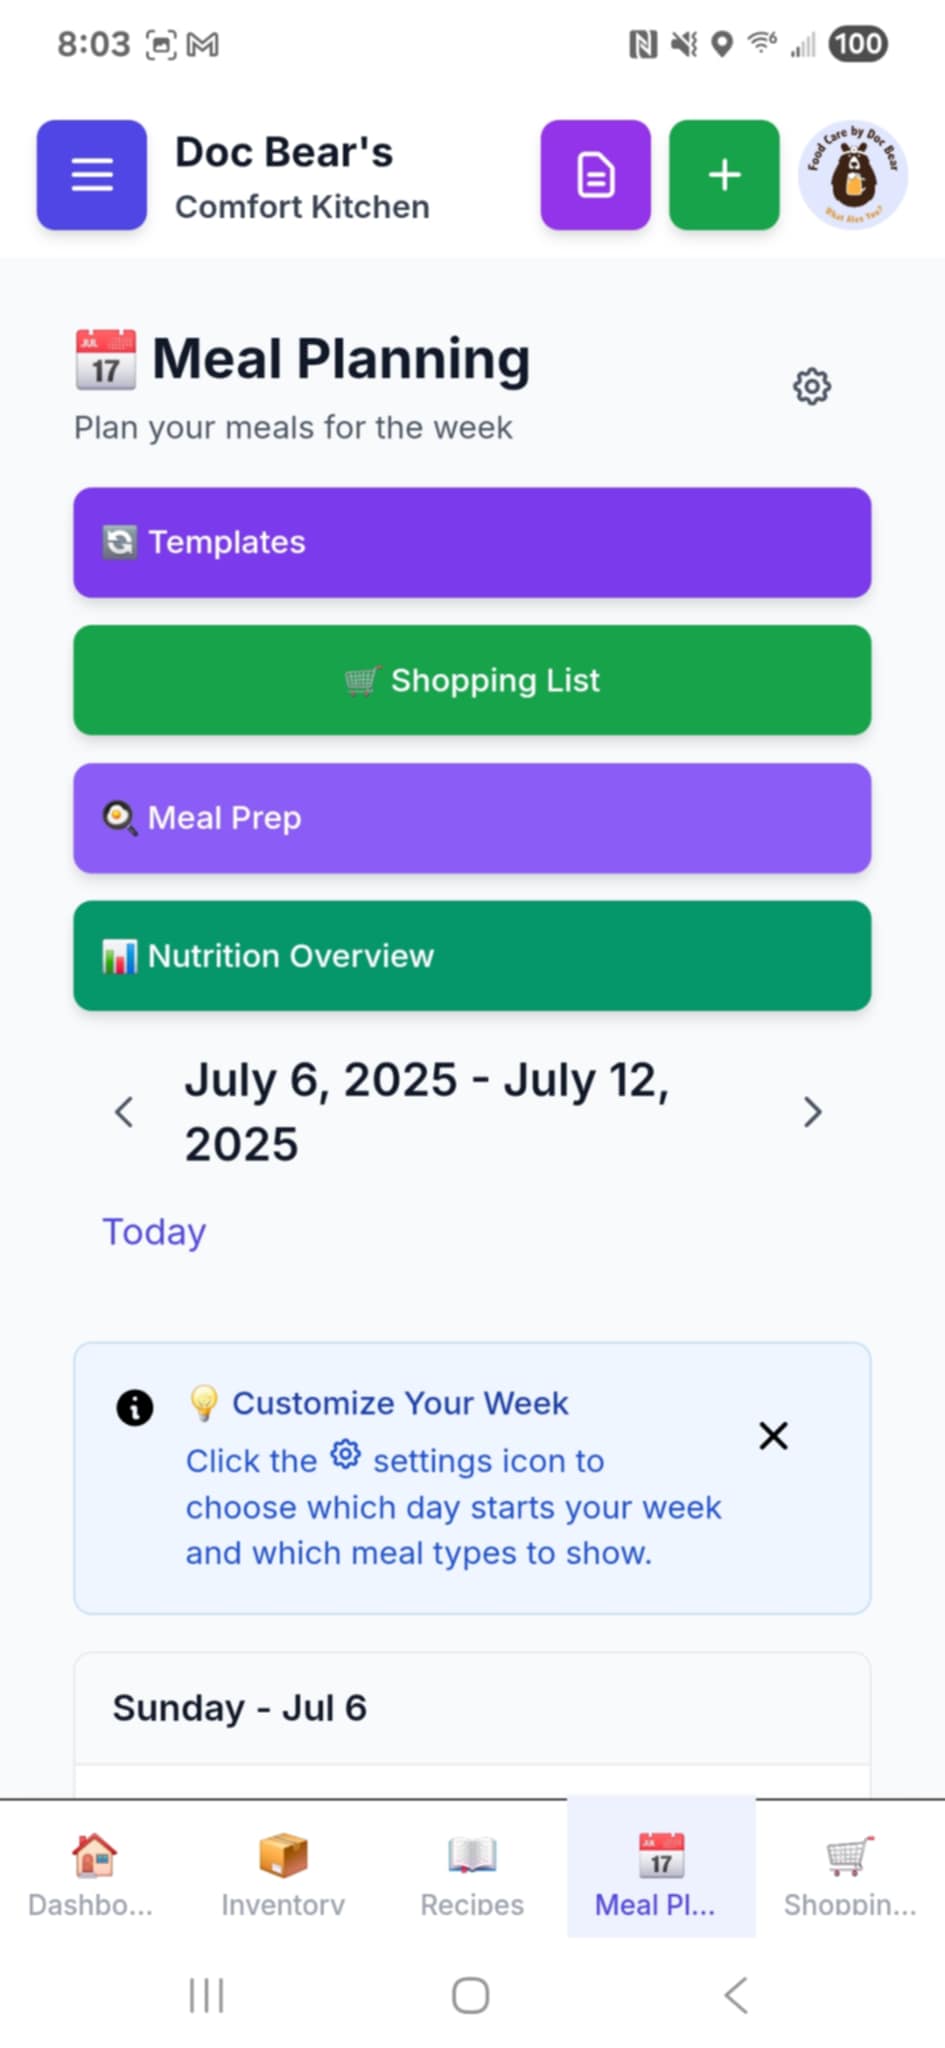 8:03
100
Doc Bear's
Comfort Kitchen
Food Care by Doc Bear
What Ales You?
JUL
17
Meal Planning
Plan your meals for the week
Templates
Shopping List
Meal Prep
Nutrition Overview
July 6, 2025 - July 12,
2025
Today
Customize Your Week
Click the settings icon to
choose which day starts your week
and which meal types to show.
Sunday - Jul 6
JUL
17
Dashbo...
Inventory
Recipes
Meal Pl...
Shoppin...